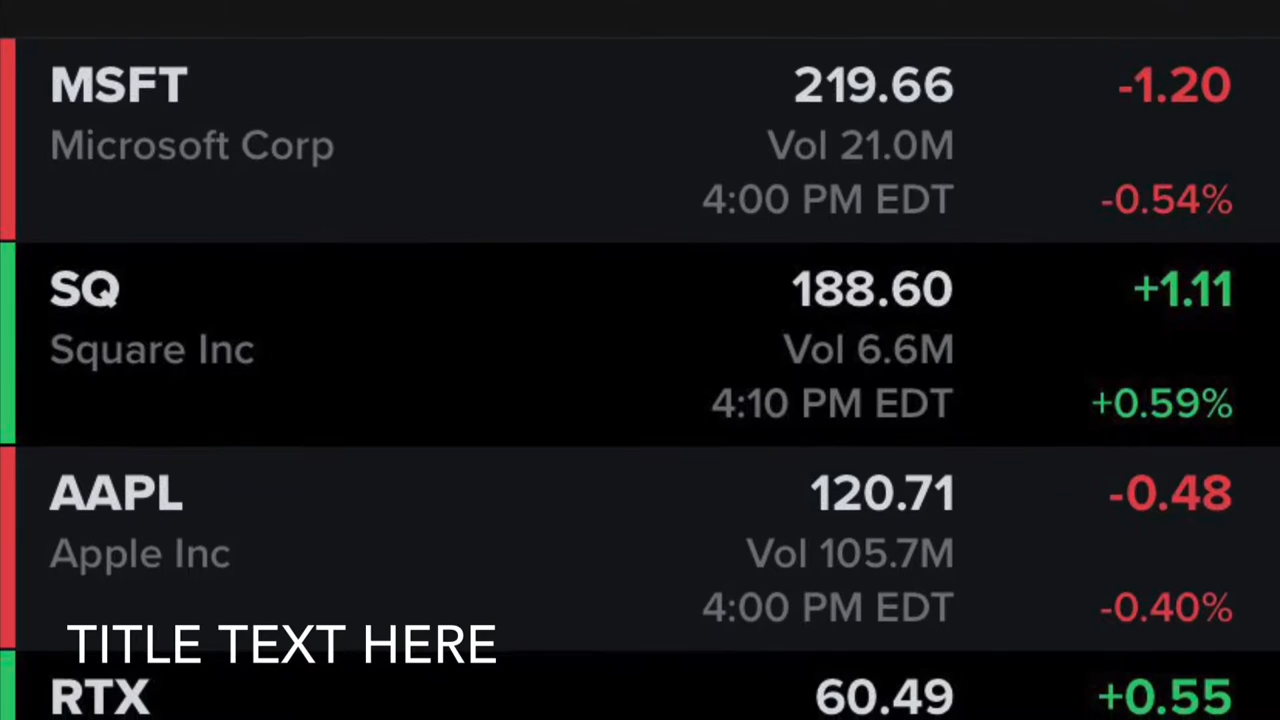 MSFT 219.66 -1.20
Microsoft Corp Vol 21.0M
4:00 PM EDT -0.54%
SQ 188.60 +1.11
Square Inc Vol 6.6M
4:10 PM EDT +0.59%
AAPL 120.71 -0.48
Apple Inc Vol 105.7M
4:00 PM EDT -0.40%
TITLE TEXT HERE
RTX 60.49 +0.55